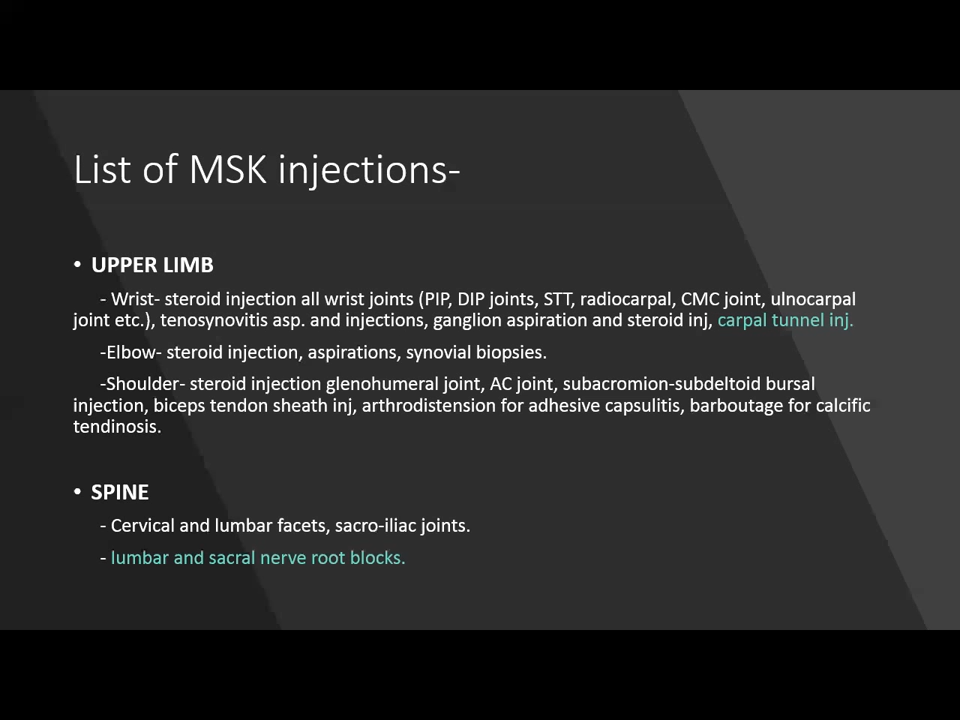 List of MSK injections-
• UPPER LIMB
- Wrist- steroid injection all wrist joints (PIP, DIP joints, STT, radiocarpal, CMC joint, ulnocarpal
joint etc.), tenosynovitis asp. and injections, ganglion aspiration and steroid inj, carpal tunnel inj.
-Elbow- steroid injection, aspirations, synovial biopsies.
-Shoulder- steroid injection glenohumeral joint, AC joint, subacromion-subdeltoid bursal
injection, biceps tendon sheath inj, arthrodistension for adhesive capsulitis, barboutage for calcific
tendinosis.
• SPINE
- Cervical and lumbar facets, sacro-iliac joints.
- lumbar and sacral nerve root blocks.